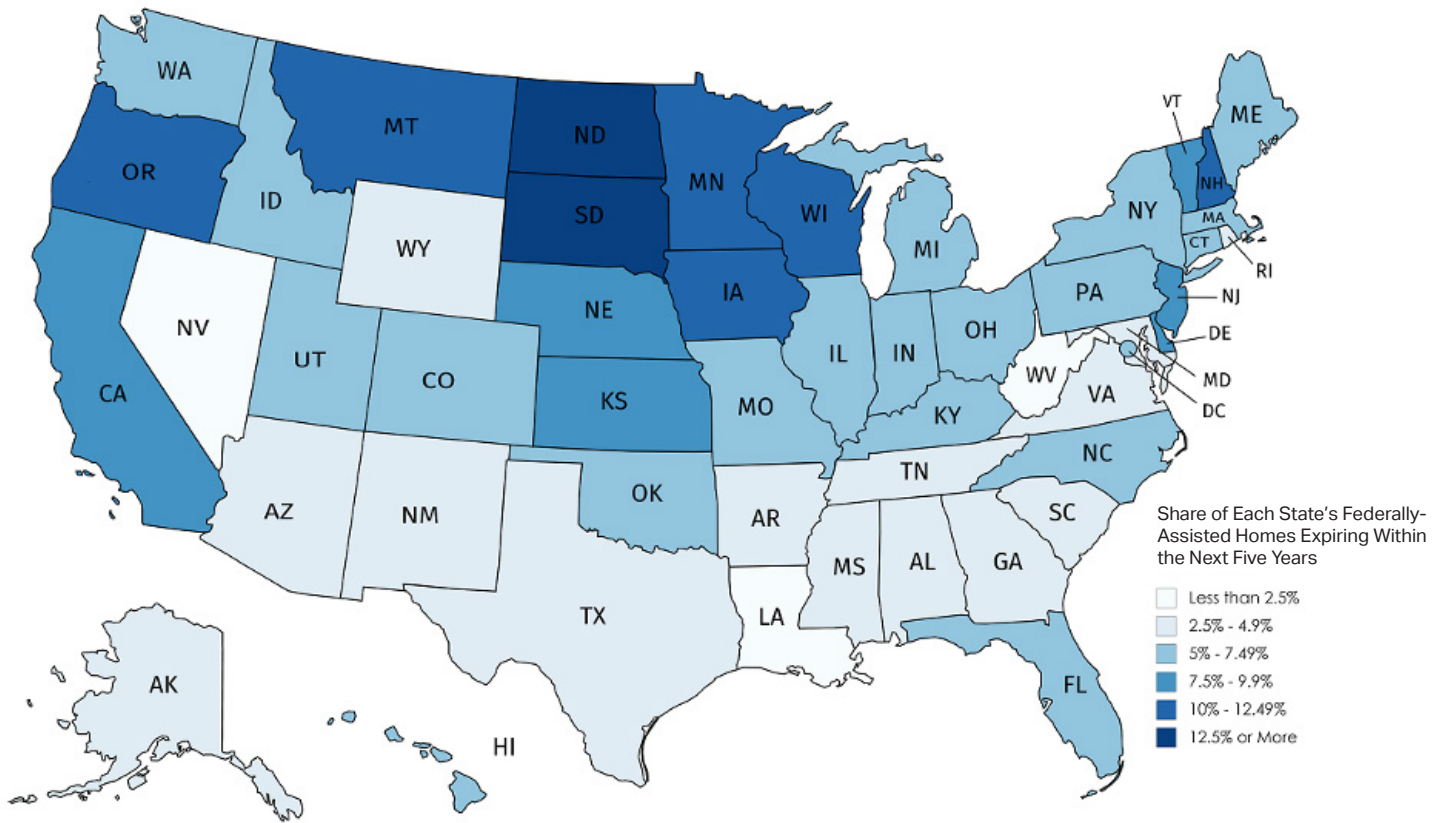 WA
MT
ND
MN
VT
ME
OR
ID
SD
WI
NH
WY
MI
NY
MA
CT
RI
NV
NE
IA
PA
NJ
UT
CO
IL
IN
OH
DE
CA
KS
MO
WV
VA
MD
DC
KY
AZ
NM
OK
AR
TN
NC
SC
TX
LA
MS
AL
GA
FL
AK
HI
Share of Each State's Federally-
Assisted Homes Expiring Within
the Next Five Years
Less than 2.5%
2.5% - 4.9%
5% - 7.49%
7.5% - 9.9%
10% - 12.49%
12.5% or More